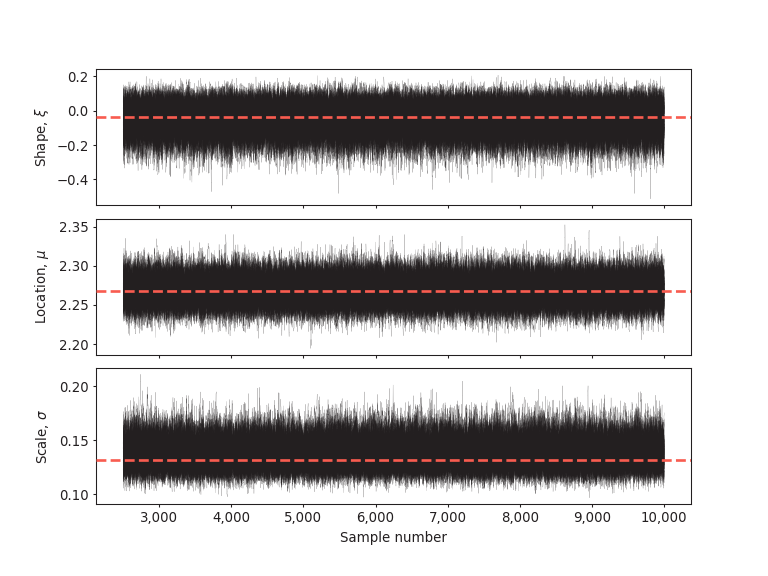 0.2
0.0
−0.2
−0.4
Shape, ξ
2.35
2.30
2.25
2.20
Location, μ
0.20
0.15
0.10
Scale, σ
3,000 4,000 5,000 6,000 7,000 8,000 9,000 10,000
Sample number